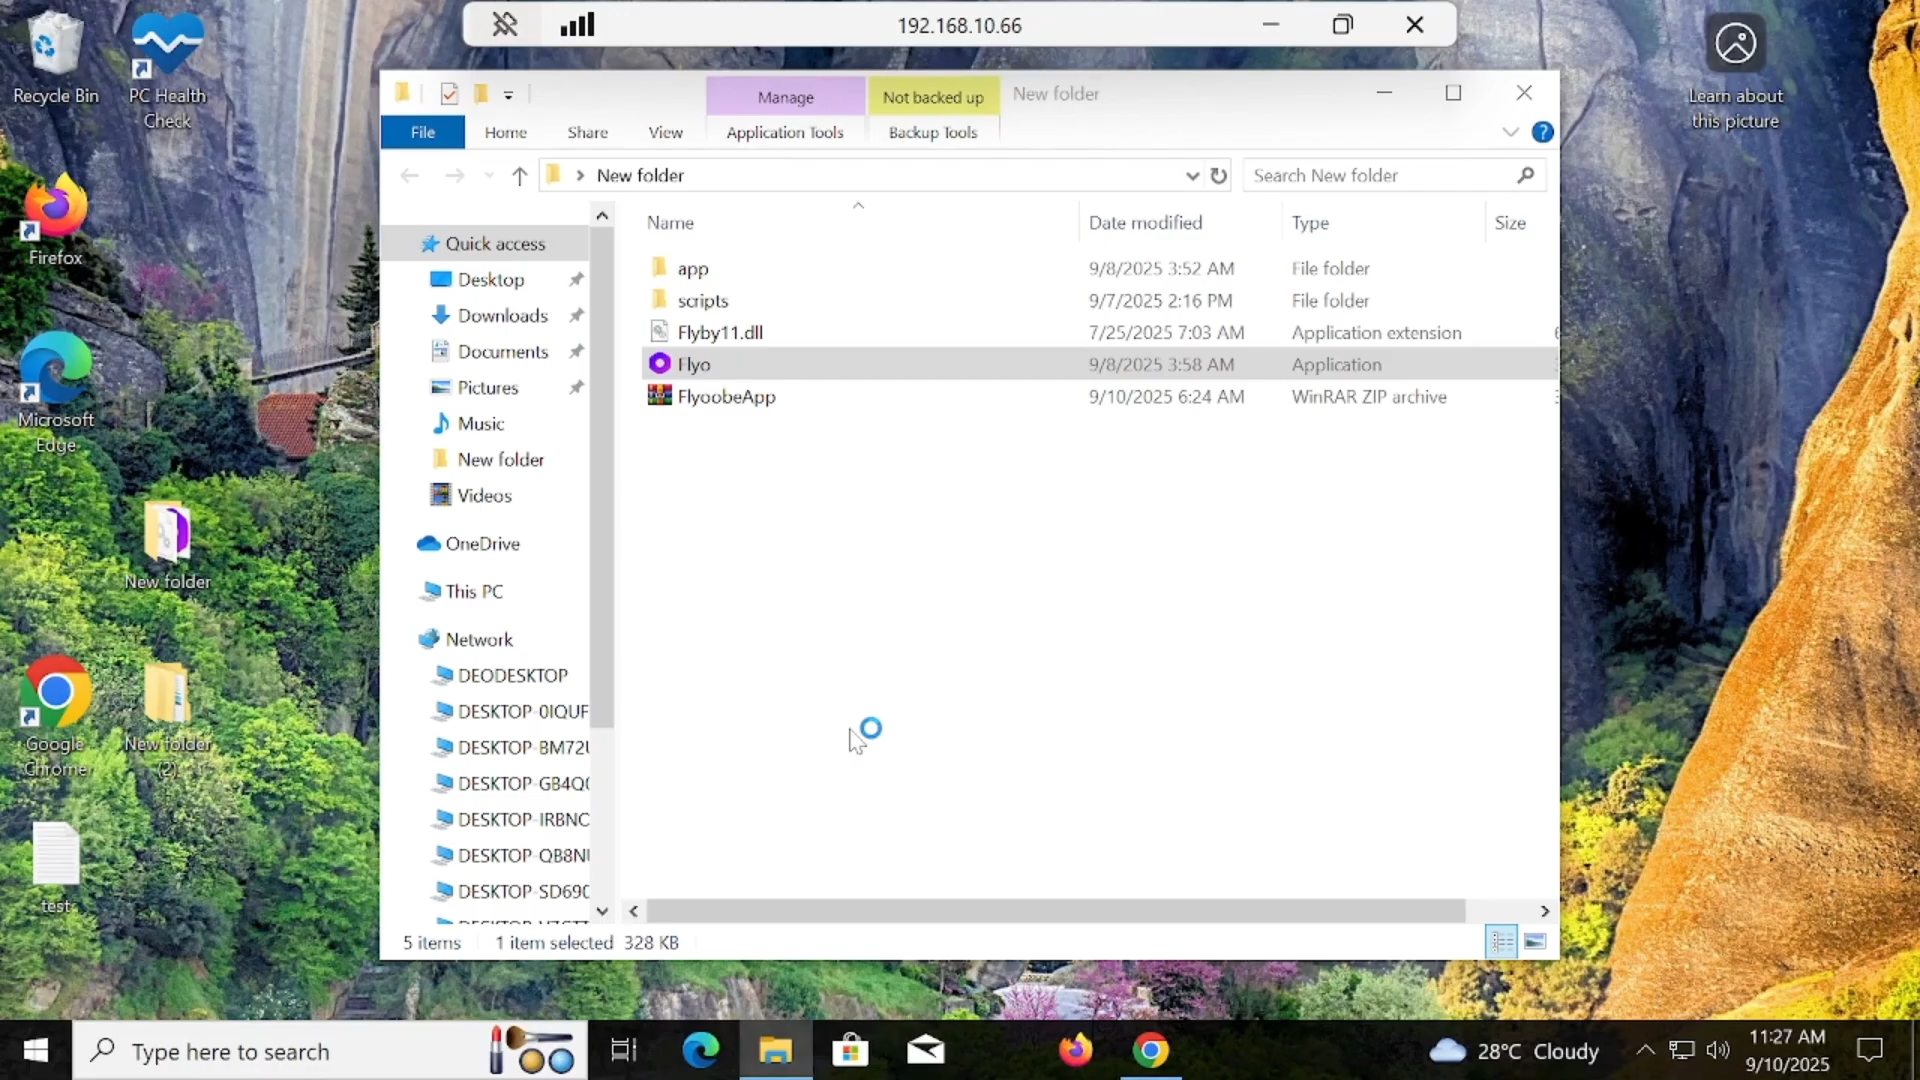 192.168.10.66
Recycle Bin
PC Health
Check
Learn about
this picture
Firefox
Microsoft
Edge
New folder
Google
Chrome
New folder
(2)
test
Manage
Not backed up
New folder
File
Home
Share
View
Application Tools
Backup Tools
?
New folder
Search New folder
Quick access
Desktop
Downloads
Documents
Pictures
Music
New folder
Videos
OneDrive
This PC
Network
DEODESKTOP
DESKTOP-0IQUF
DESKTOP-BM72U
DESKTOP-GB4Q0
DESKTOP-IRBNC
DESKTOP-QB8NU
DESKTOP-SD690
Name Date modified Type Size
app 9/8/2025 3:52 AM File folder
scripts 9/7/2025 2:16 PM File folder
Flyby11.dll 7/25/2025 7:03 AM Application extension
Flyo 9/8/2025 3:58 AM Application
FlyoobeApp 9/10/2025 6:24 AM WinRAR ZIP archive
5 items 1 item selected 328 KB
Type here to search
28°C Cloudy
11:27 AM
9/10/2025